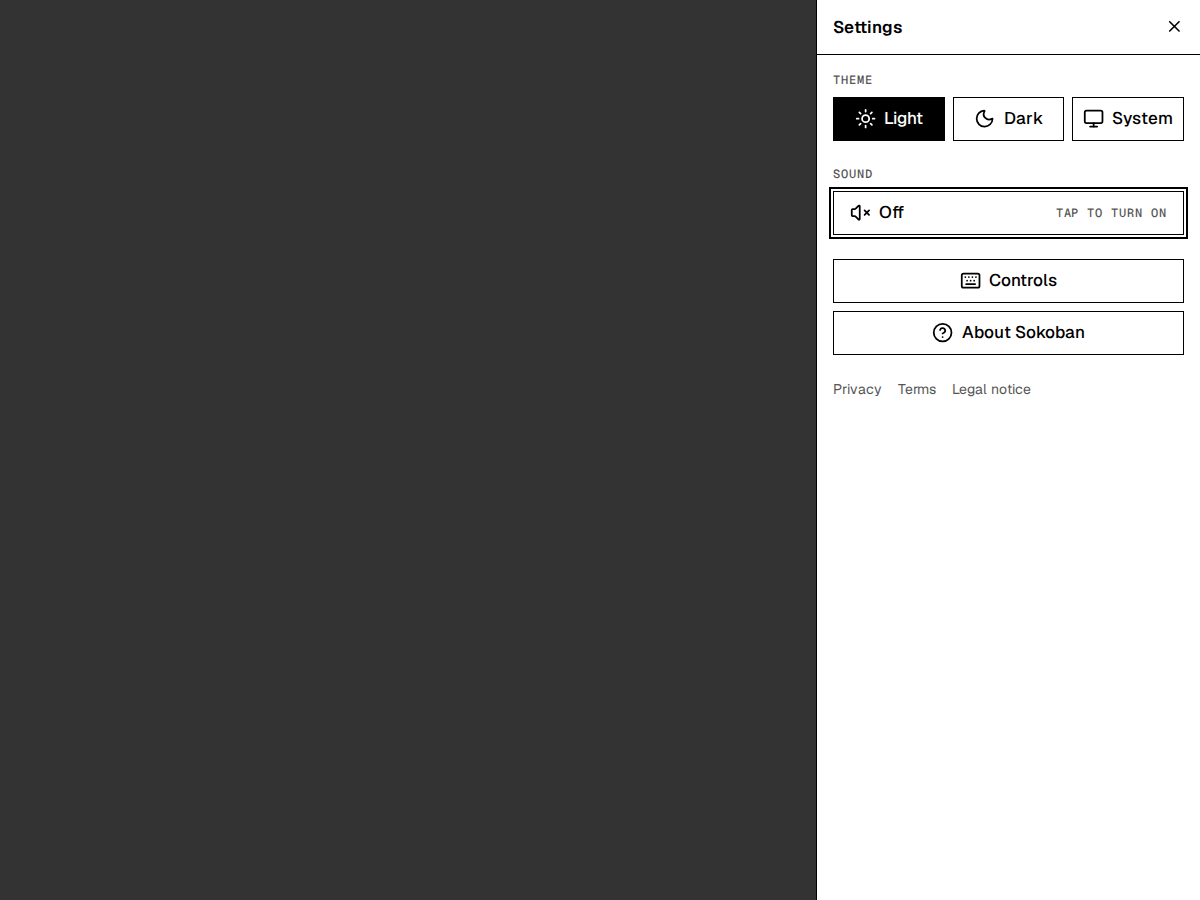 Settings
THEME
Light Dark System
SOUND
Off TAP TO TURN ON
Controls
About Sokoban
Privacy Terms Legal notice